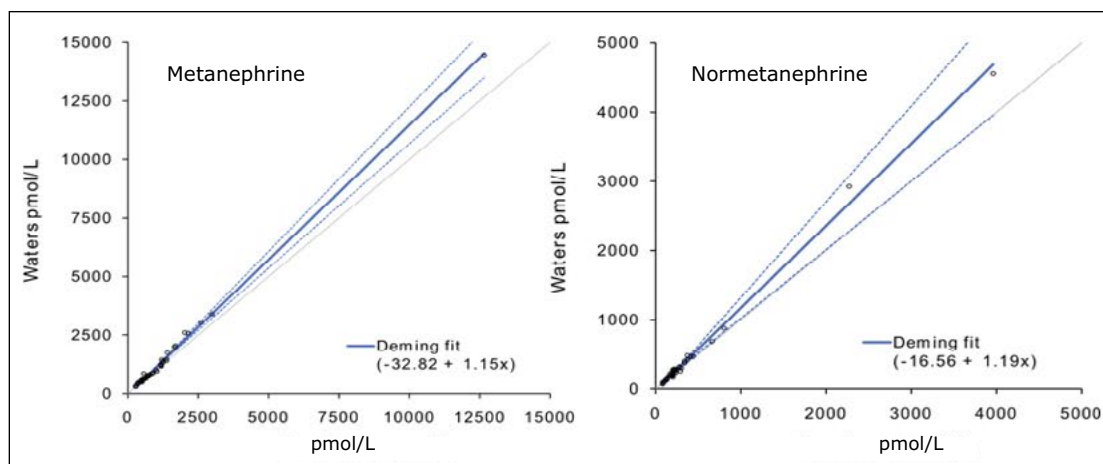 Metanephrine
15000
12500
10000
7500
5000
2500
0
Waters pmol/L
Deming fit
(-32.82 + 1.15x)
0 2500 5000 7500 10000 12500 15000
pmol/L
Normetanephrine
5000
4000
3000
2000
1000
0
Waters pmol/L
Deming fit
(-16.56 + 1.19x)
0 1000 2000 3000 4000 5000
pmol/L